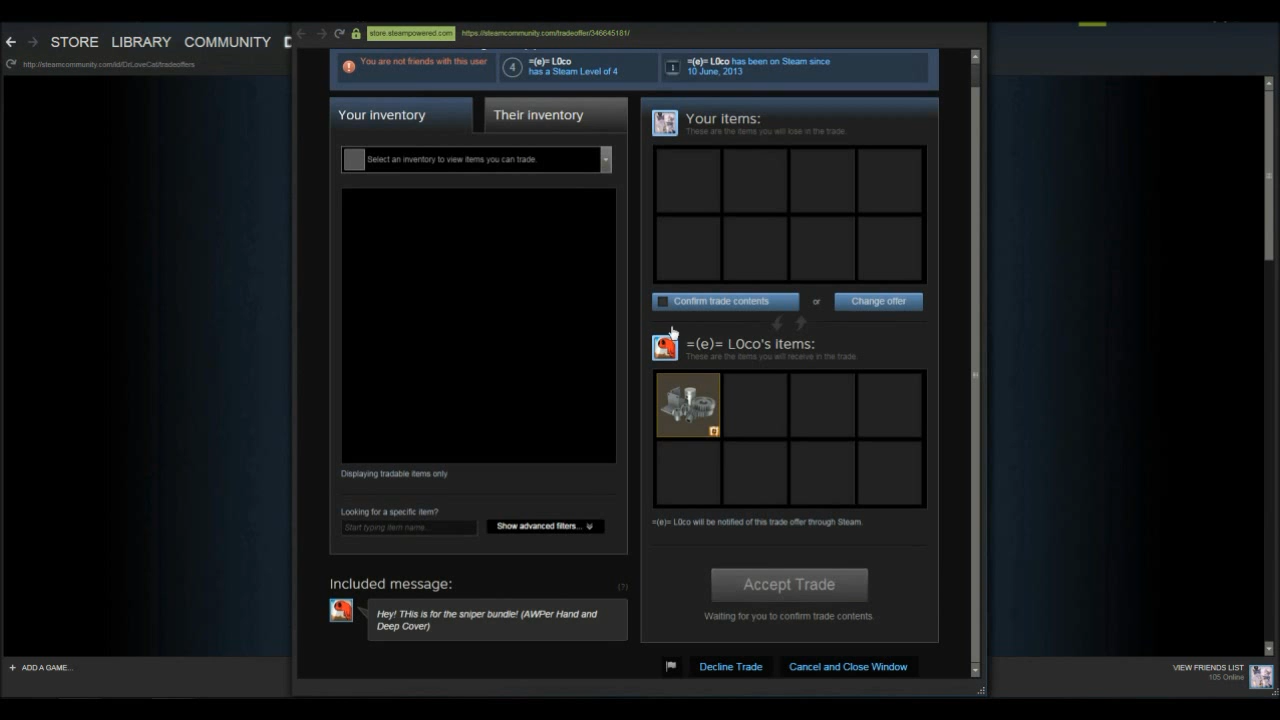 STORE LIBRARY COMMUNITY
http://steamcommunity.com/id/DrLoveCat/tradeoffers
store.steampowered.com https://steamcommunity.com/tradeoffer/346645181/
You are not friends with this user
4
=(e)= L0co
has a Steam Level of 4
1
=(e)= L0co has been on Steam since
10 June, 2013
Your inventory
Their inventory
Select an inventory to view items you can trade.
Displaying tradable items only
Looking for a specific item?
Start typing item name...
Show advanced filters...
Included message:
(?)
Hey! THis is for the sniper bundle! (AWPer Hand and
Deep Cover)
Your items:
These are the items you will lose in the trade.
Confirm trade contents or Change offer
=(e)= L0co's items:
These are the items you will receive in the trade.
=(e)= L0co will be notified of this trade offer through Steam.
Accept Trade
Waiting for you to confirm trade contents.
Decline Trade Cancel and Close Window
+ ADD A GAME...
VIEW FRIENDS LIST
105 Online